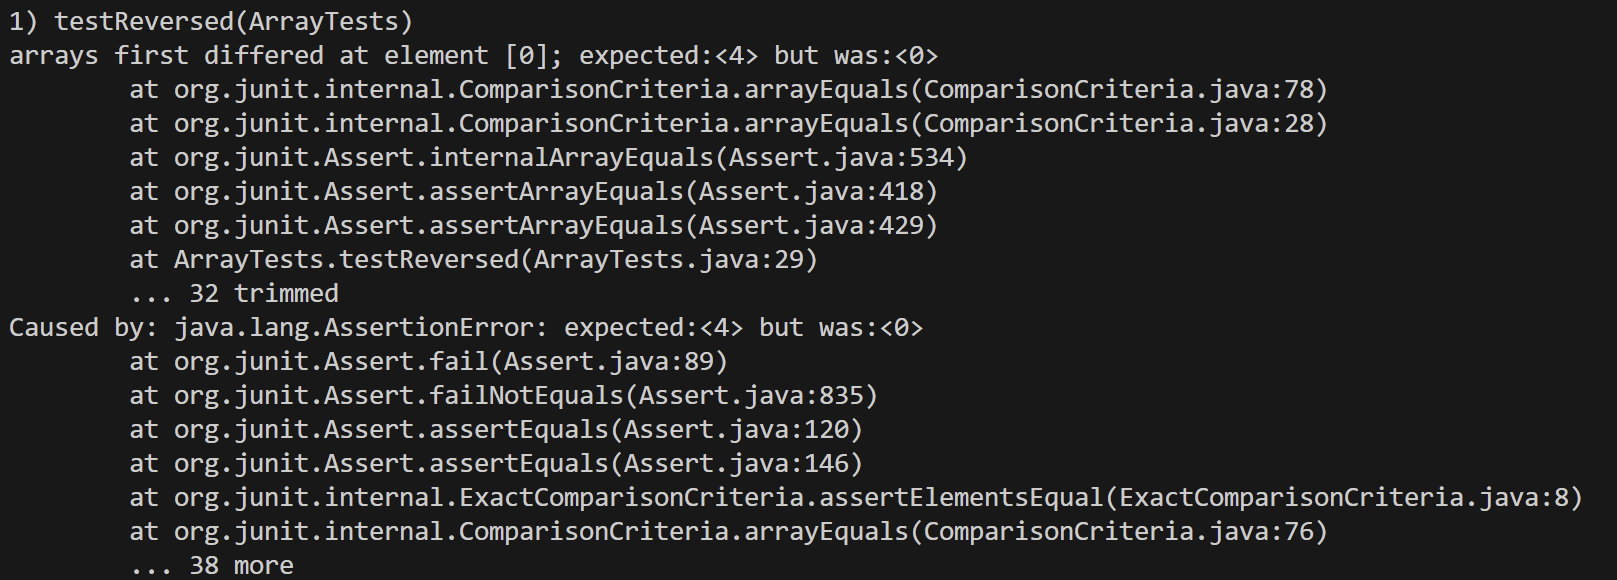 1) testReversed(ArrayTests)
arrays first differed at element [0]; expected:<4> but was:<0>
        at org.junit.internal.ComparisonCriteria.arrayEquals(ComparisonCriteria.java:78)
        at org.junit.internal.ComparisonCriteria.arrayEquals(ComparisonCriteria.java:28)
        at org.junit.Assert.internalArrayEquals(Assert.java:534)
        at org.junit.Assert.assertArrayEquals(Assert.java:418)
        at org.junit.Assert.assertArrayEquals(Assert.java:429)
        at ArrayTests.testReversed(ArrayTests.java:29)
        ... 32 trimmed
Caused by: java.lang.AssertionError: expected:<4> but was:<0>
        at org.junit.Assert.fail(Assert.java:89)
        at org.junit.Assert.failNotEquals(Assert.java:835)
        at org.junit.Assert.assertEquals(Assert.java:120)
        at org.junit.Assert.assertEquals(Assert.java:146)
        at org.junit.internal.ExactComparisonCriteria.assertElementsEqual(ExactComparisonCriteria.java:8)
        at org.junit.internal.ComparisonCriteria.arrayEquals(ComparisonCriteria.java:76)
        ... 38 more